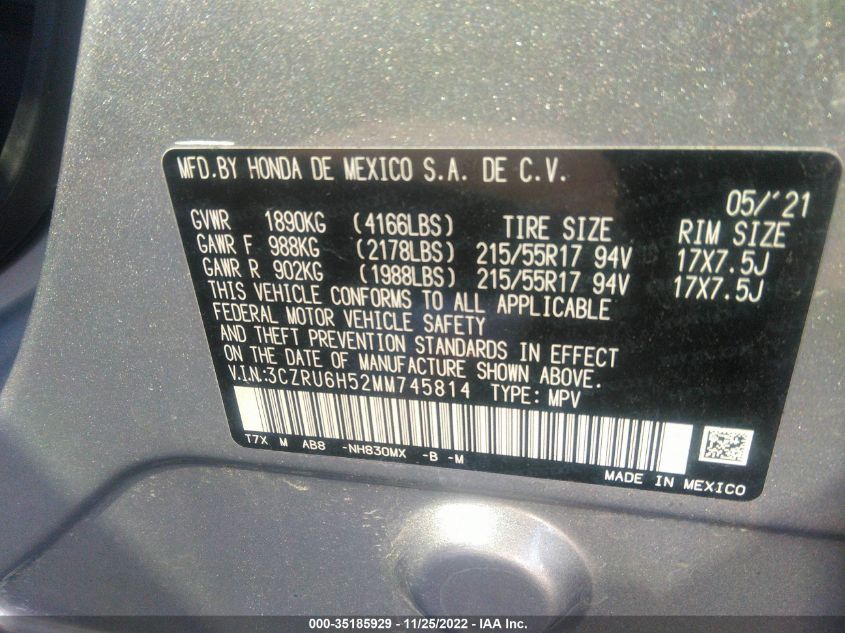 MFD.BY HONDA DE MEXICO S.A. DE C.V.
05/'21
GVWR 1890KG (4166LBS) TIRE SIZE RIM SIZE
GAWR F 988KG (2178LBS) 215/55R17 94V 17X7.5J
GAWR R 902KG (1988LBS) 215/55R17 94V 17X7.5J
THIS VEHICLE CONFORMS TO ALL APPLICABLE
FEDERAL MOTOR VEHICLE SAFETY
AND THEFT PREVENTION STANDARDS IN EFFECT
ON THE DATE OF MANUFACTURE SHOWN ABOVE.
V.I.N.:3CZRU6H52MM745814 TYPE: MPV
T7X M AB8 -NH830MX -B -M
MADE IN MEXICO
000-35185929 - 11/25/2022 - IAA Inc.